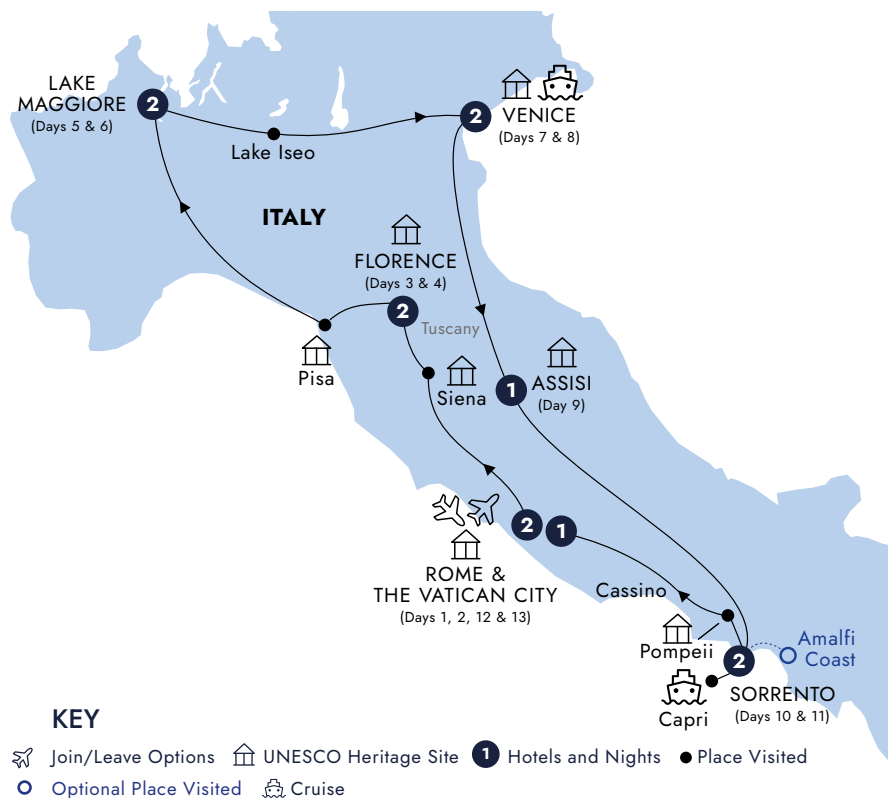 LAKE
MAGGIORE
(Days 5 & 6)
2
Lake Iseo
2
VENICE
(Days 7 & 8)
ITALY
FLORENCE
(Days 3 & 4)
2
Tuscany
Pisa
Siena
1
ASSISI
(Day 9)
2
1
ROME &
THE VATICAN CITY
(Days 1, 2, 12 & 13)
Cassino
Pompeii
Amalfi
Coast
2
SORRENTO
(Days 10 & 11)
Capri
KEY
Join/Leave Options
UNESCO Heritage Site
1
Hotels and Nights
Place Visited
Optional Place Visited
Cruise